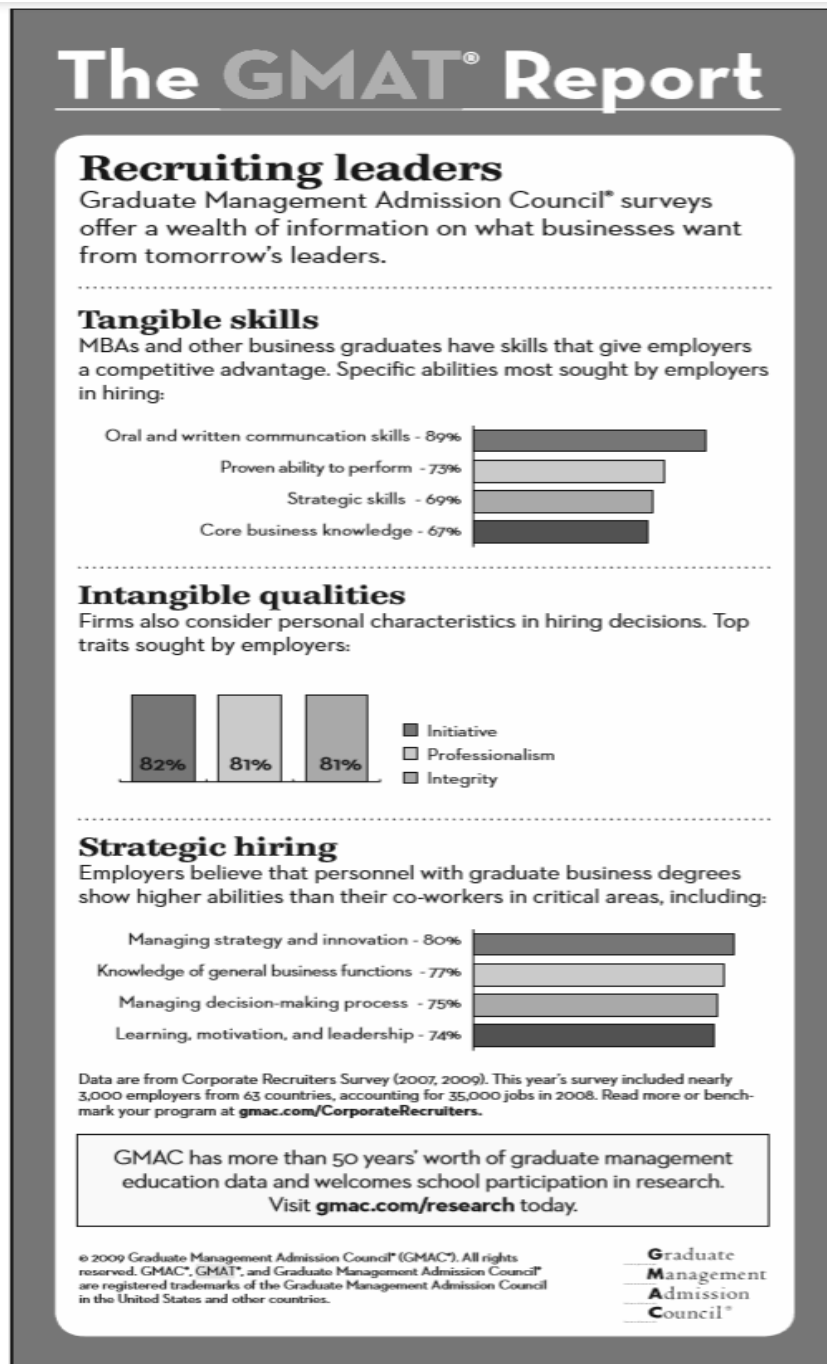 The GMAT® Report
Recruiting leaders
Graduate Management Admission Council® surveys
offer a wealth of information on what businesses want
from tomorrow's leaders.
Tangible skills
MBAs and other business graduates have skills that give employers
a competitive advantage. Specific abilities most sought by employers
in hiring:
Oral and written communcation skills - 89%
Proven ability to perform - 73%
Strategic skills - 69%
Core business knowledge - 67%
Intangible qualities
Firms also consider personal characteristics in hiring decisions. Top
traits sought by employers:
82% 81% 81%
Initiative
Professionalism
Integrity
Strategic hiring
Employers believe that personnel with graduate business degrees
show higher abilities than their co-workers in critical areas, including:
Managing strategy and innovation - 80%
Knowledge of general business functions - 77%
Managing decision-making process - 75%
Learning, motivation, and leadership - 74%
Data are from Corporate Recruiters Survey (2007, 2009). This year's survey included nearly
3,000 employers from 63 countries, accounting for 35,000 jobs in 2008. Read more or bench-
mark your program at gmac.com/CorporateRecruiters.
GMAC has more than 50 years' worth of graduate management
education data and welcomes school participation in research.
Visit gmac.com/research today.
© 2009 Graduate Management Admission Council® (GMAC®). All rights
reserved. GMAC®, GMAT®, and Graduate Management Admission Council®
are registered trademarks of the Graduate Management Admission Council
in the United States and other countries.
Graduate
Management
Admission
Council®